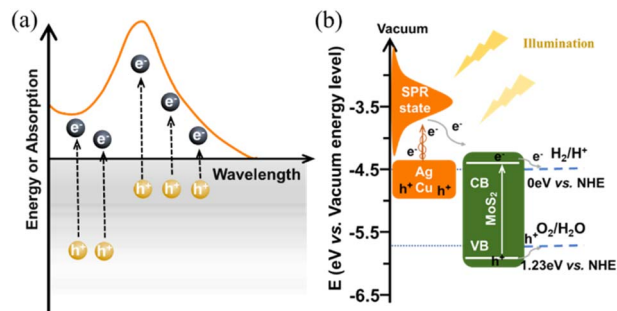 (a)
Energy or Absorption
e-
e-
e-
e-
e-
Wavelength
h+
h+
h+
h+
h+
(b)
Vacuum
Illumination
E (eV vs. Vacuum energy level)
-3.5
-4.5
-5.5
-6.5
SPR
state
e-
e-
e-
Ag
h+ Cu h+
e-
e-
H2/H+
0eV vs. NHE
CB
MoS2
VB
h+
h+
O2/H2O
1.23eV vs. NHE